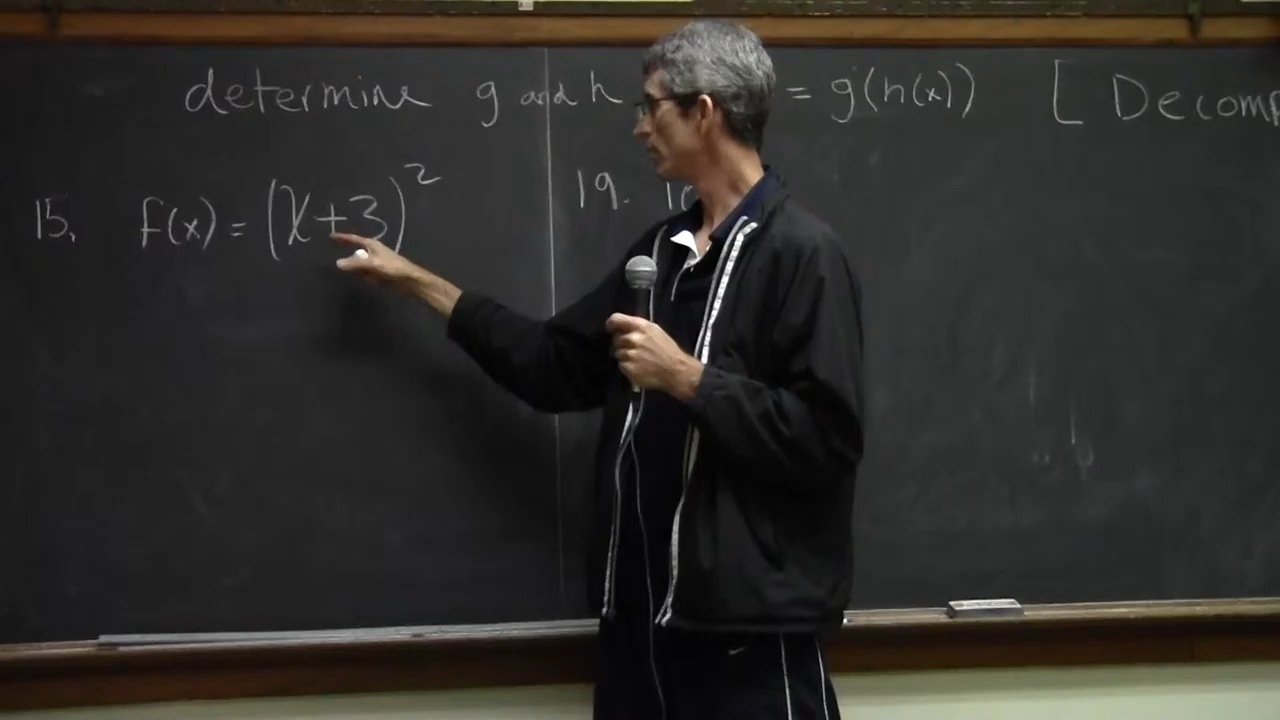 determine g and h = g(h(x)) [ Decomp
15. f(x) = (x+3)² 19.